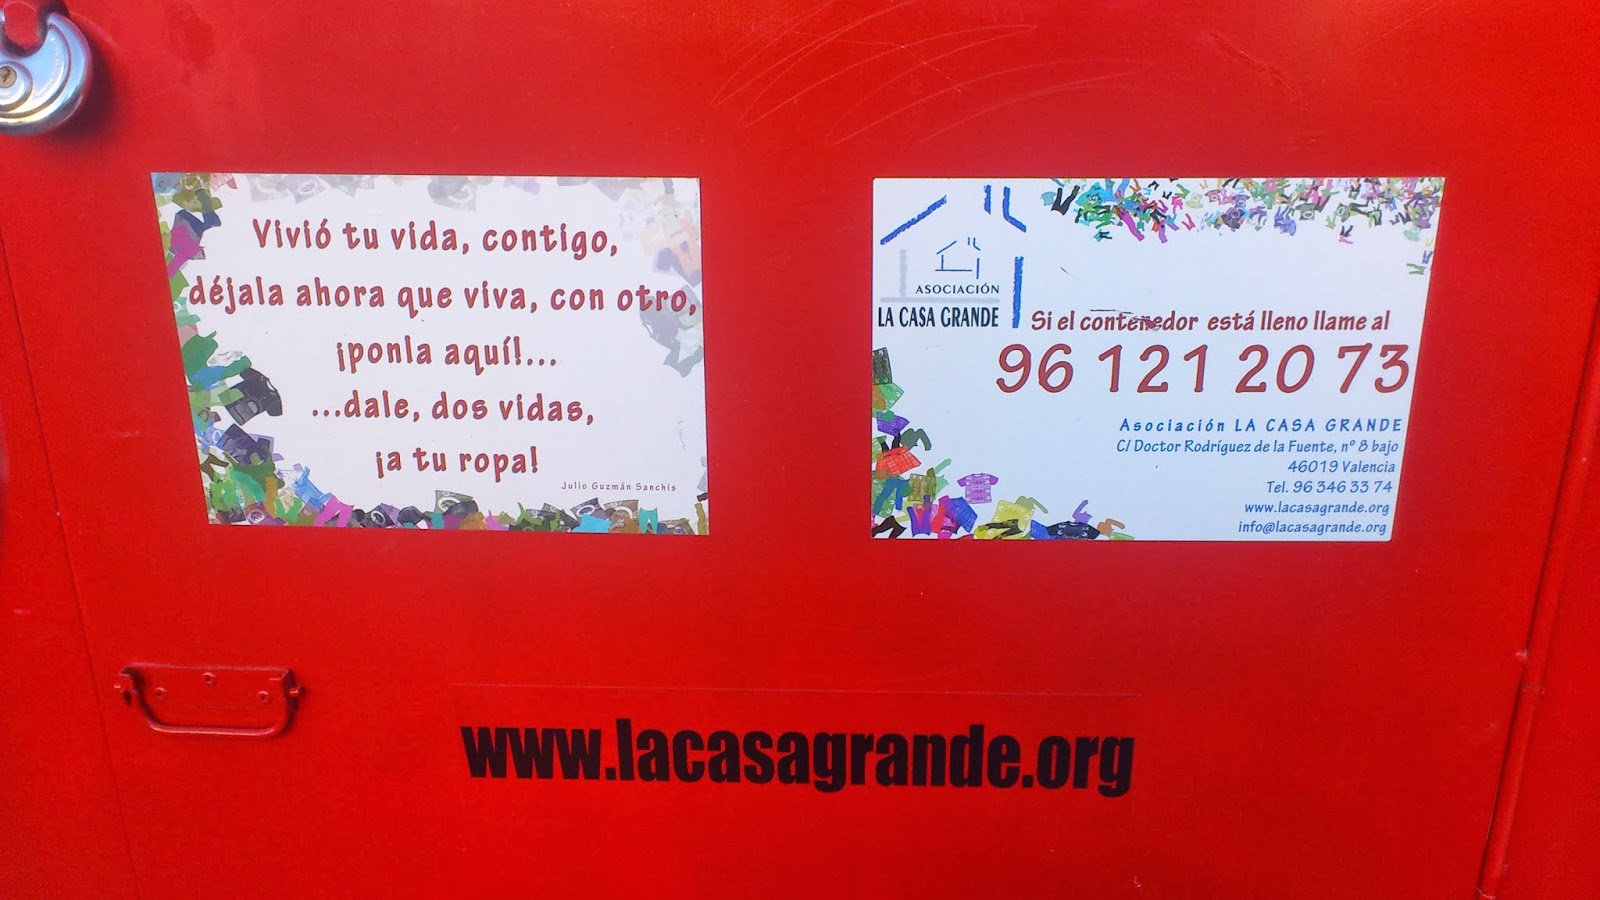 Vivió tu vida, contigo,
déjala ahora que viva, con otro,
¡ponla aquí!...
...dale, dos vidas,
¡a tu ropa!
Julio Guzmán Sanchis
ASOCIACIÓN
LA CASA GRANDE
Si el contenedor está lleno llame al
96 121 20 73
Asociación LA CASA GRANDE
C/ Doctor Rodríguez de la Fuente, nº 8 bajo
46019 Valencia
Tel. 96 346 33 74
www.lacasagrande.org
info@lacasagrande.org
www.lacasagrande.org